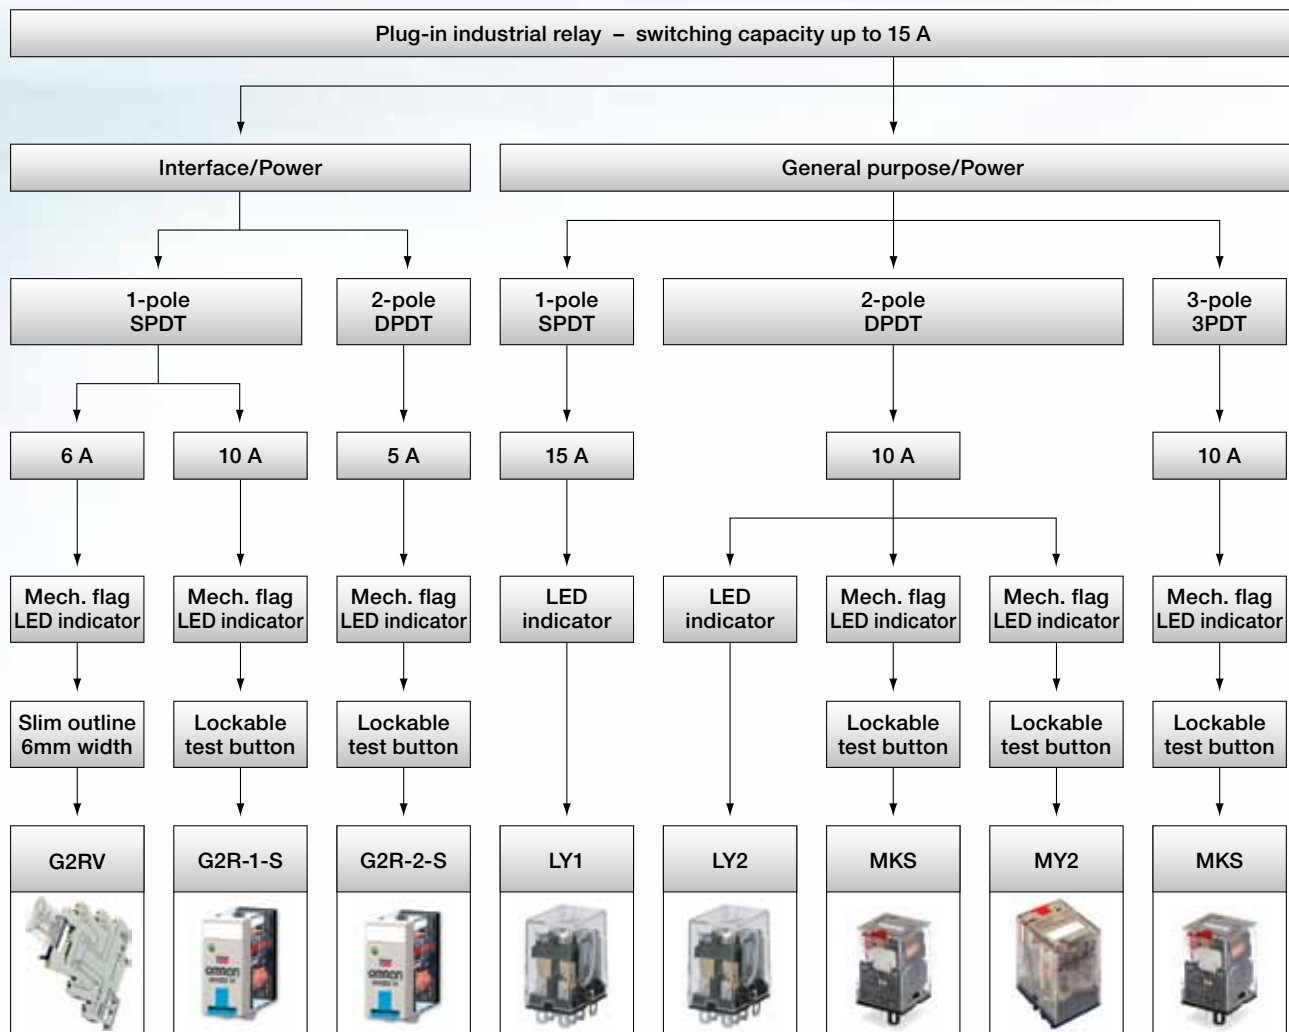 Plug-in industrial relay – switching capacity up to 15 A
Interface/Power
General purpose/Power
1-pole
SPDT
2-pole
DPDT
1-pole
SPDT
2-pole
DPDT
3-pole
3PDT
6 A
10 A
5 A
15 A
10 A
10 A
Mech. flag
LED indicator
Mech. flag
LED indicator
Mech. flag
LED indicator
LED
indicator
LED
indicator
Mech. flag
LED indicator
Mech. flag
LED indicator
Mech. flag
LED indicator
Slim outline
6mm width
Lockable
test button
Lockable
test button
Lockable
test button
Lockable
test button
Lockable
test button
G2RV
G2R-1-S
G2R-2-S
LY1
LY2
MKS
MY2
MKS
OMRON
OMRON